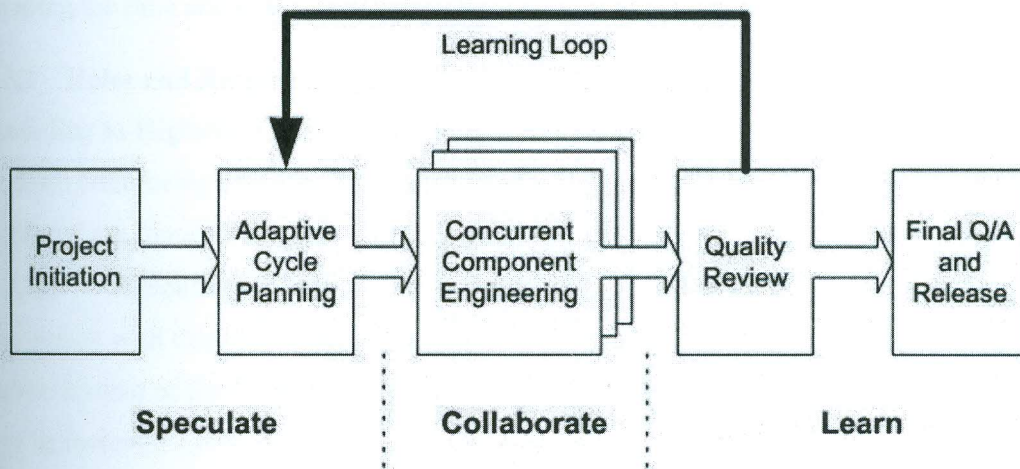 Learning Loop
Project
Initiation
Adaptive
Cycle
Planning
Concurrent
Component
Engineering
Quality
Review
Final Q/A
and
Release
Speculate
Collaborate
Learn